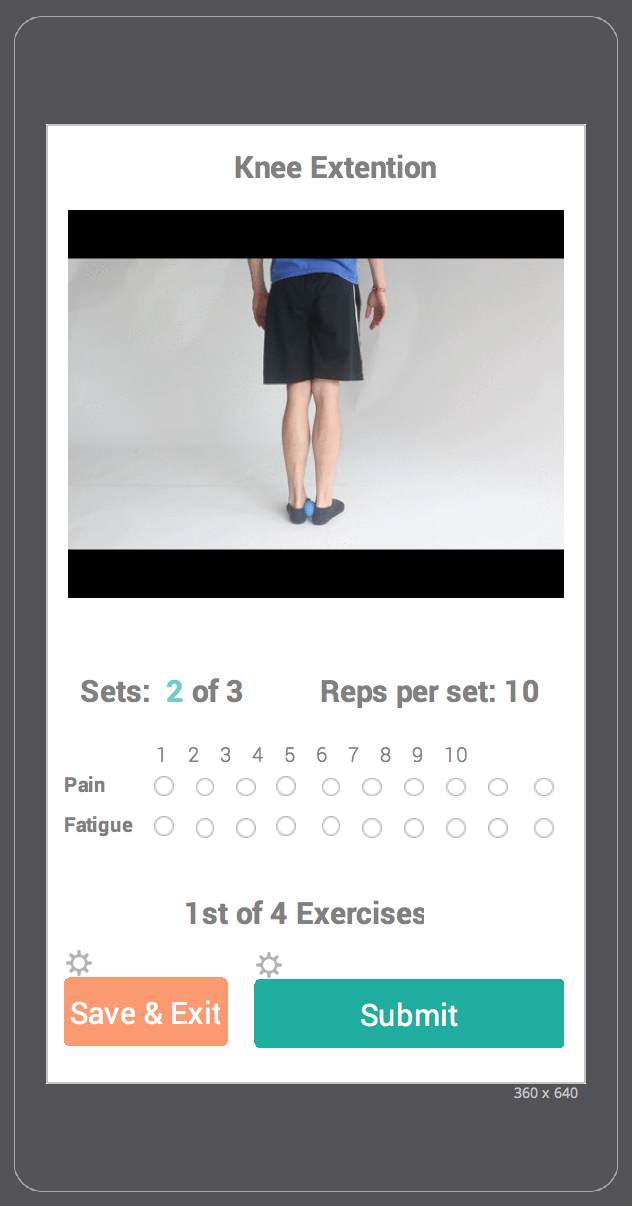 Knee Extention
Sets: 2 of 3 Reps per set: 10
1 2 3 4 5 6 7 8 9 10
Pain
Fatigue
1st of 4 Exercises
Save & Exit Submit
360 x 640